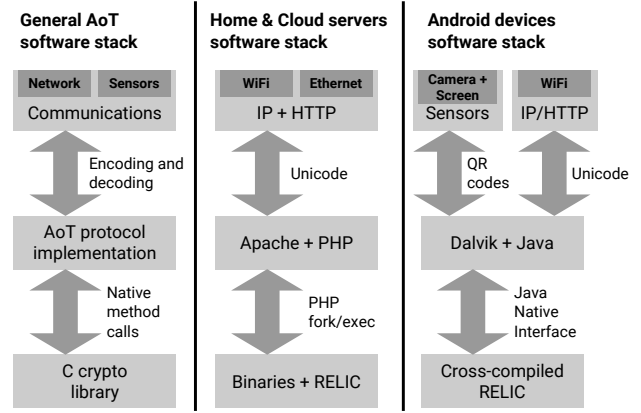 General AoT
software stack
Network
Sensors
Communications
Encoding and
decoding
AoT protocol
implementation
Native
method
calls
C crypto
library
Home & Cloud servers
software stack
WiFi
Ethernet
IP + HTTP
Unicode
Apache + PHP
PHP
fork/exec
Binaries + RELIC
Android devices
software stack
Camera +
Screen
Sensors
WiFi
IP/HTTP
QR
codes
Unicode
Dalvik + Java
Java
Native
Interface
Cross-compiled
RELIC